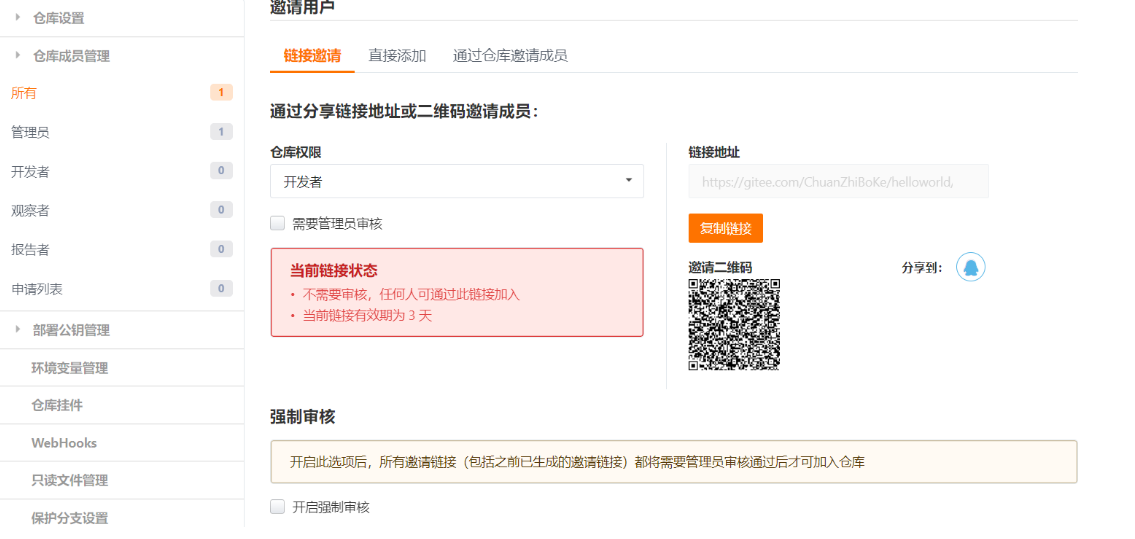 仓库设置
仓库成员管理
所有 1
管理员 1
开发者 0
观察者 0
报告者 0
申请列表 0
部署公钥管理
环境变量管理
仓库挂件
WebHooks
只读文件管理
保护分支设置
邀请用户
链接邀请 直接添加 通过仓库邀请成员
通过分享链接地址或二维码邀请成员：
仓库权限
开发者
需要管理员审核
当前链接状态
• 不需要审核，任何人可通过此链接加入
• 当前链接有效期为 3 天
链接地址
https://gitee.com/ChuanZhiBoKe/helloworld,
复制链接
邀请二维码
分享到：
强制审核
开启此选项后，所有邀请链接（包括之前已生成的邀请链接）都将需要管理员审核通过后才可加入仓库
开启强制审核